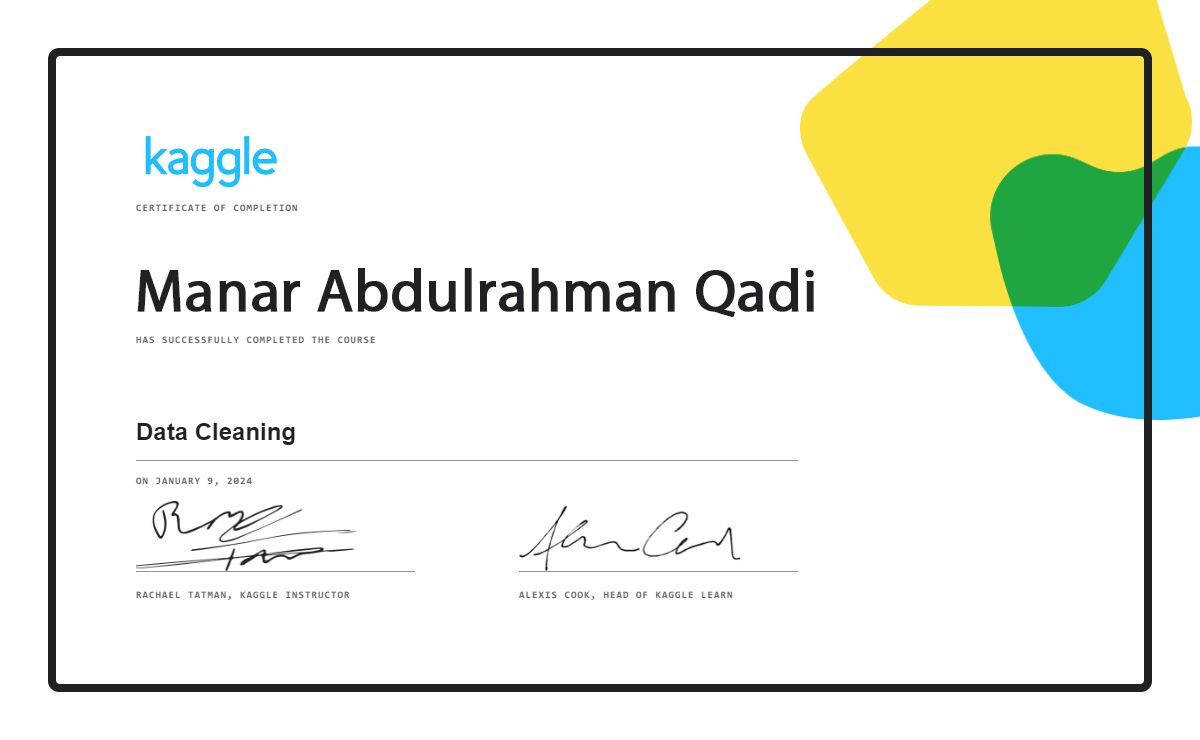 kaggle
CERTIFICATE OF COMPLETION
Manar Abdulrahman Qadi
HAS SUCCESSFULLY COMPLETED THE COURSE
Data Cleaning
ON JANUARY 9, 2024
RACHAEL TATMAN, KAGGLE INSTRUCTOR
ALEXIS COOK, HEAD OF KAGGLE LEARN